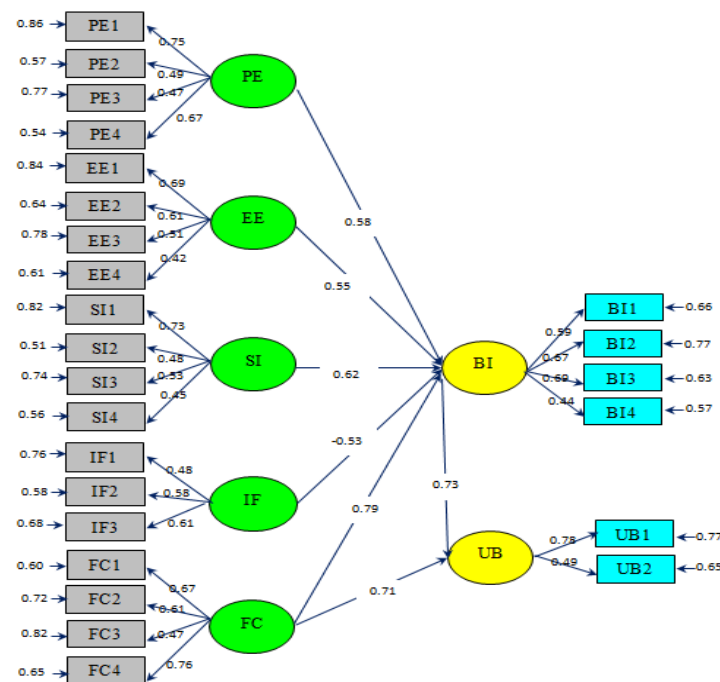 0.86 PE1
0.75
0.57 PE2
0.49
0.77 PE3
0.47
0.54 PE4
0.67
PE
0.84 EE1
0.69
0.64 EE2
0.61
0.78 EE3
0.51
0.61 EE4
0.42
EE
0.82 SI1
0.73
0.51 SI2
0.48
0.74 SI3
0.53
0.56 SI4
0.45
SI
0.76 IF1
0.48
0.58 IF2
0.58
0.68 IF3
0.61
IF
0.60 FC1
0.67
0.72 FC2
0.61
0.82 FC3
0.47
0.65 FC4
0.76
FC
0.58
0.55
0.62
-0.53
0.79
0.73
0.71
BI
0.59
BI1 0.66
0.67
BI2 0.77
0.69
BI3 0.63
0.44
BI4 0.57
UB
0.78
UB1 0.77
0.49
UB2 0.65